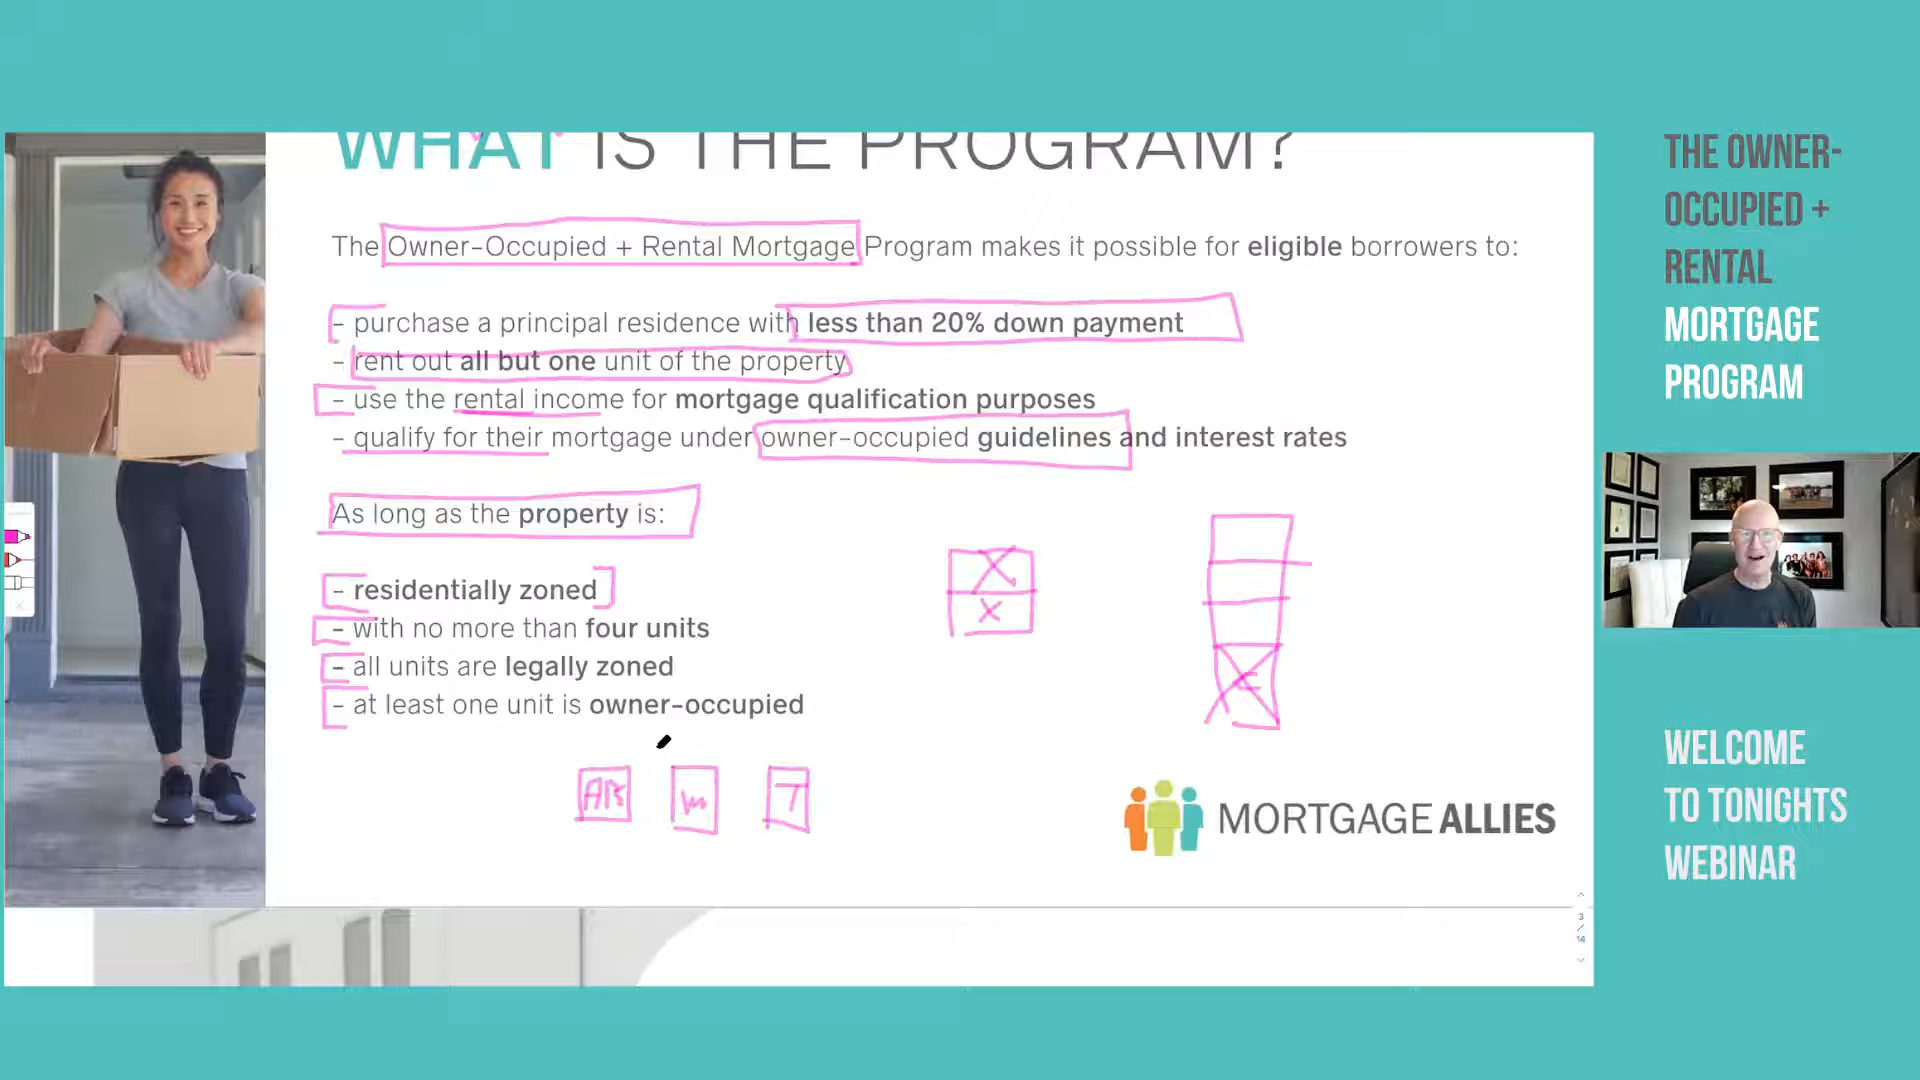 WHAT IS THE PROGRAM?
The Owner-Occupied + Rental Mortgage Program makes it possible for eligible borrowers to:
- purchase a principal residence with less than 20% down payment
- rent out all but one unit of the property
- use the rental income for mortgage qualification purposes
- qualify for their mortgage under owner-occupied guidelines and interest rates
As long as the property is:
- residentially zoned
- with no more than four units
- all units are legally zoned
- at least one unit is owner-occupied
X
X
T
MORTGAGE ALLIES
3
/
14
THE OWNER-
OCCUPIED +
RENTAL
MORTGAGE
PROGRAM
WELCOME
TO TONIGHTS
WEBINAR